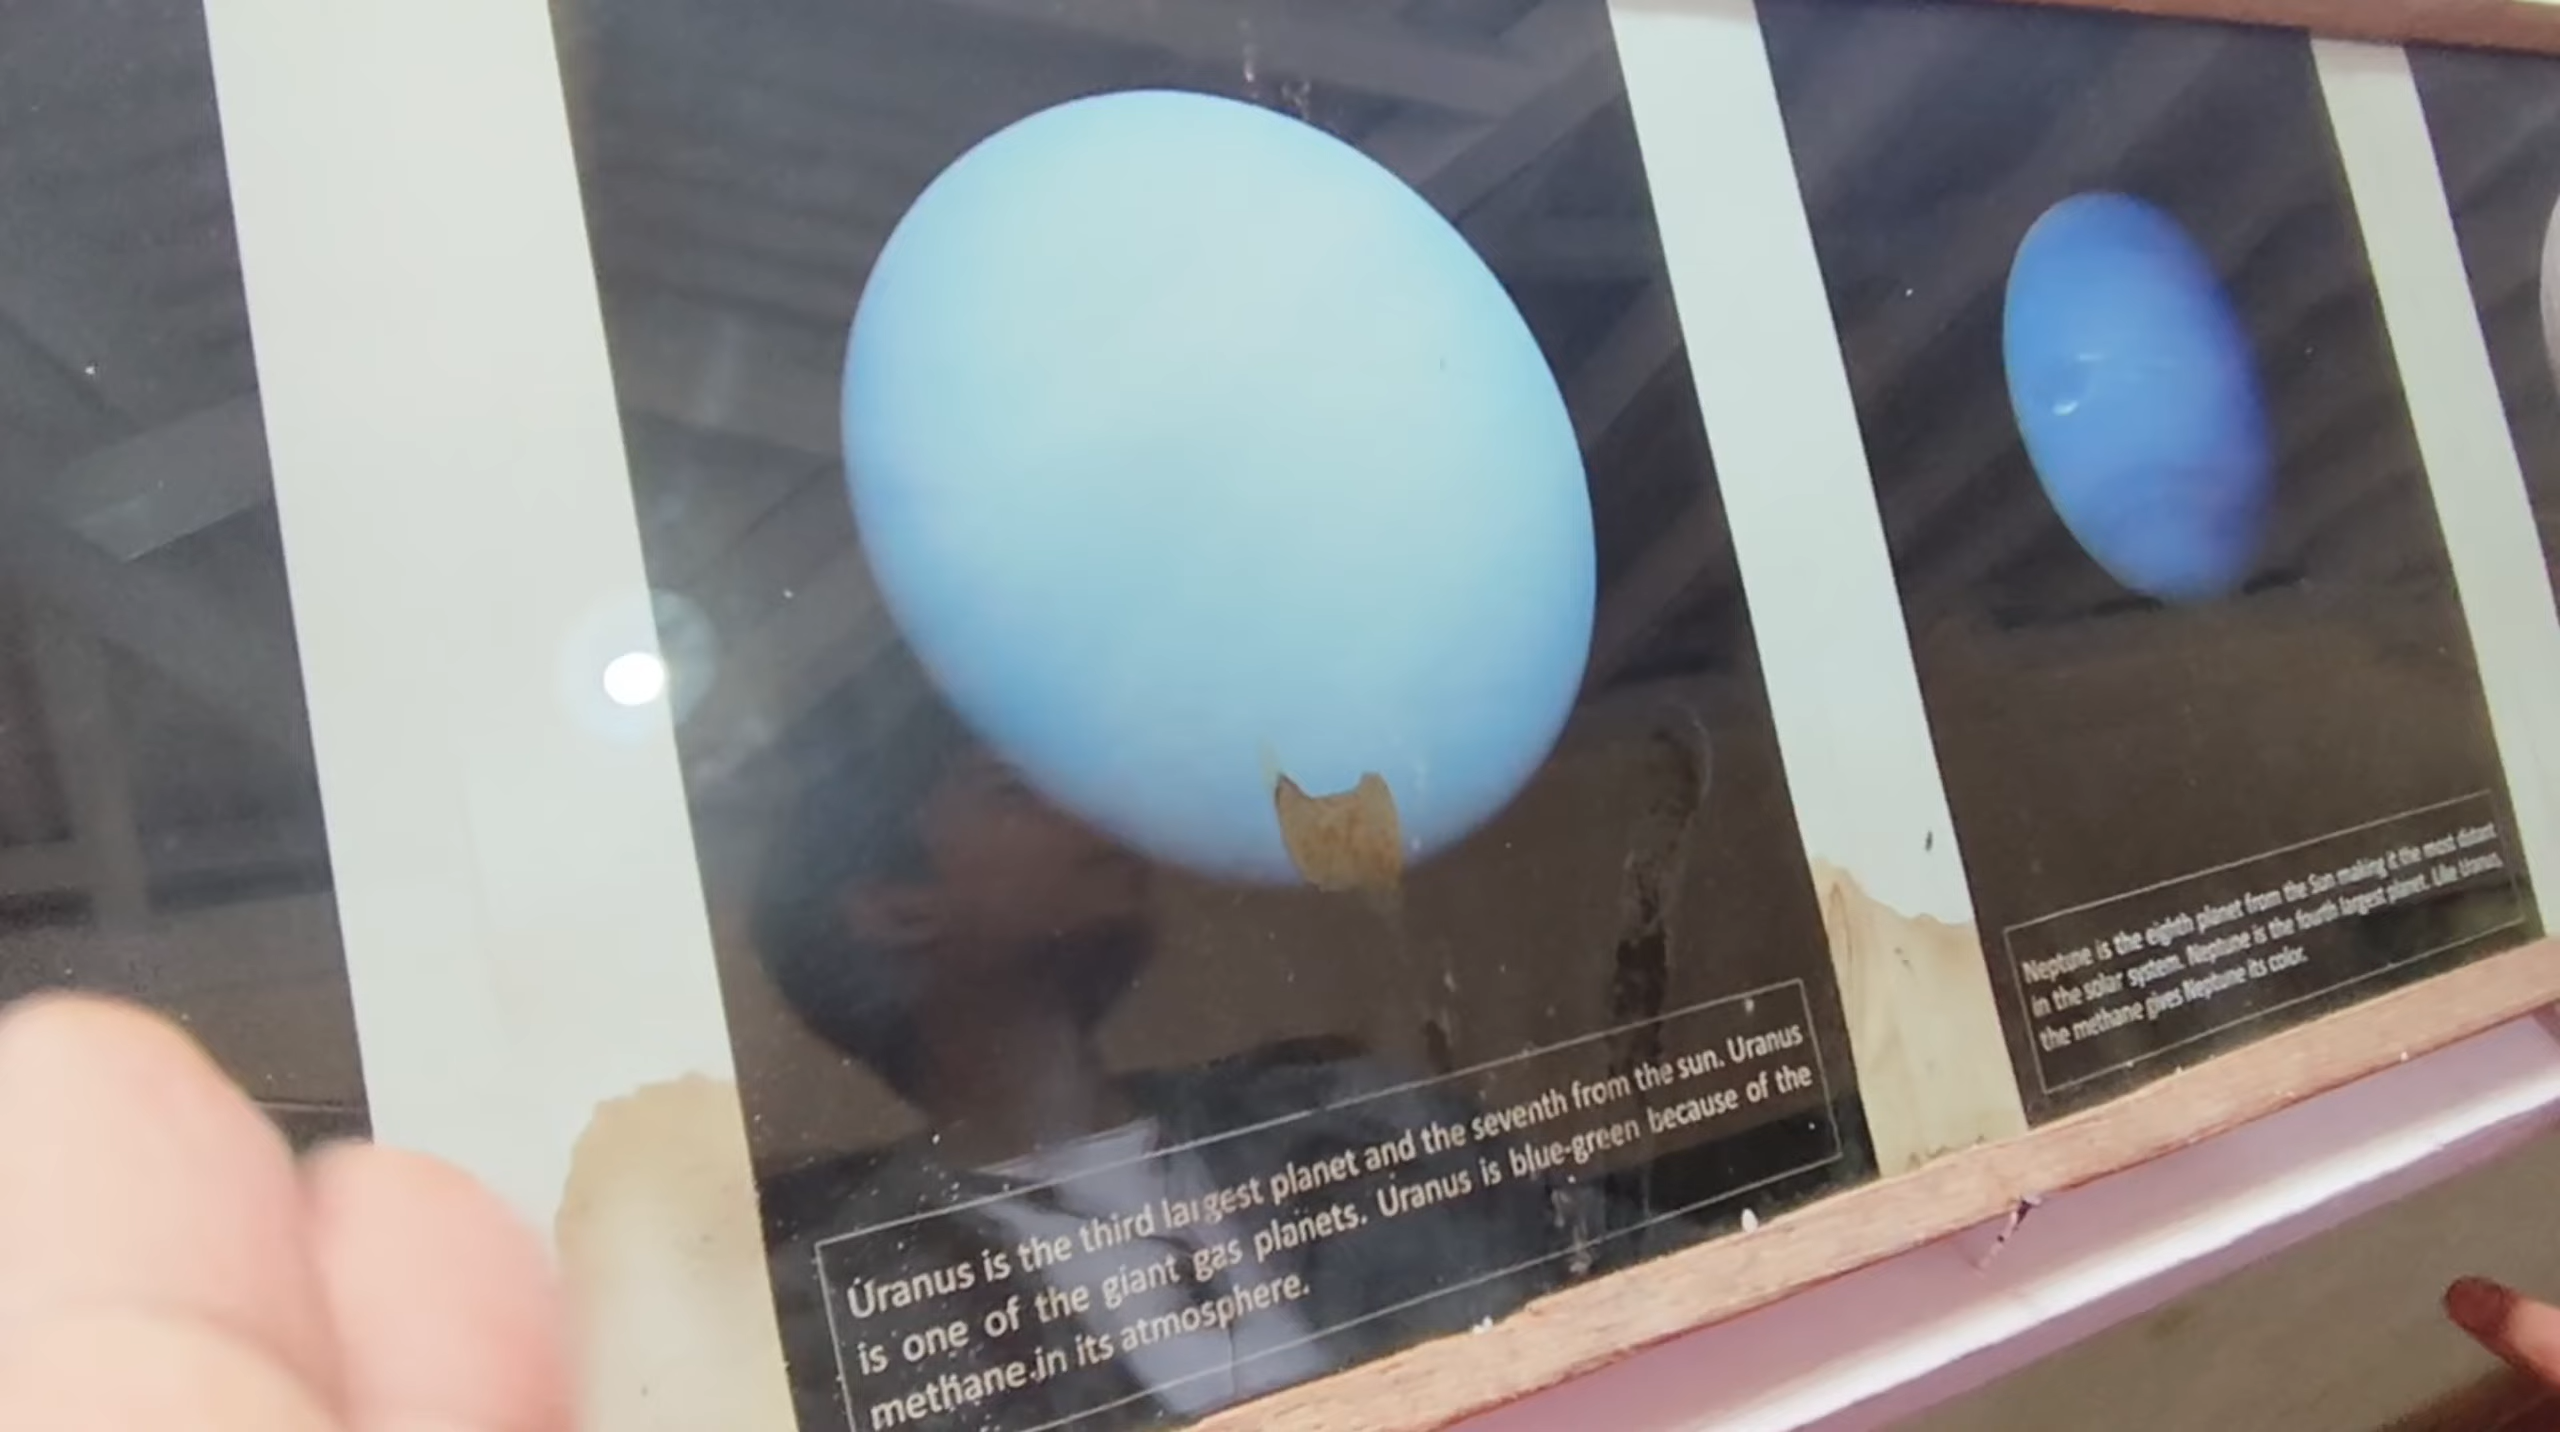 Uranus is the third largest planet and the seventh from the sun. Uranus
is one of the giant gas planets. Uranus is blue-green because of the
methane in its atmosphere.
Neptune is the eighth planet from the Sun making it the most distant
in the solar system. Neptune is the fourth largest planet. Like Uranus,
the methane gives Neptune its color.